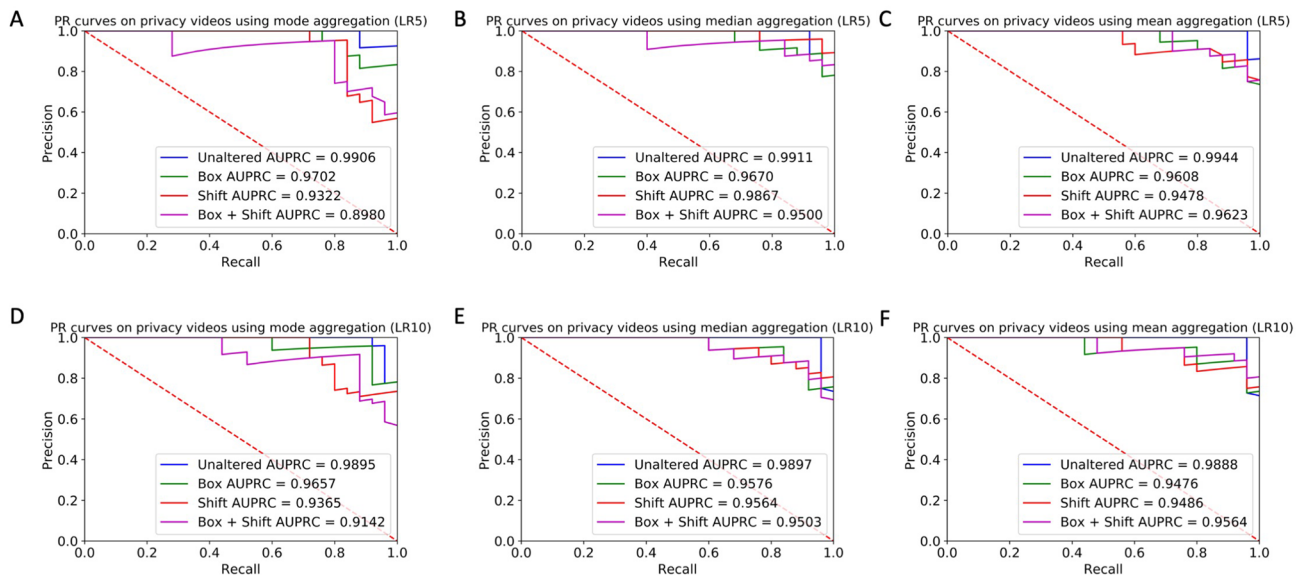 A
PR curves on privacy videos using mode aggregation (LR5)
1.0
0.8
0.6
0.4
0.2
0.0
Precision
Unaltered AUPRC = 0.9906
Box AUPRC = 0.9702
Shift AUPRC = 0.9322
Box + Shift AUPRC = 0.8980
0.0 0.2 0.4 0.6 0.8 1.0
Recall
B
PR curves on privacy videos using median aggregation (LR5)
1.0
0.8
0.6
0.4
0.2
0.0
Precision
Unaltered AUPRC = 0.9911
Box AUPRC = 0.9670
Shift AUPRC = 0.9867
Box + Shift AUPRC = 0.9500
0.0 0.2 0.4 0.6 0.8 1.0
Recall
C
PR curves on privacy videos using mean aggregation (LR5)
1.0
0.8
0.6
0.4
0.2
0.0
Precision
Unaltered AUPRC = 0.9944
Box AUPRC = 0.9608
Shift AUPRC = 0.9478
Box + Shift AUPRC = 0.9623
0.0 0.2 0.4 0.6 0.8 1.0
Recall
D
PR curves on privacy videos using mode aggregation (LR10)
1.0
0.8
0.6
0.4
0.2
0.0
Precision
Unaltered AUPRC = 0.9895
Box AUPRC = 0.9657
Shift AUPRC = 0.9365
Box + Shift AUPRC = 0.9142
0.0 0.2 0.4 0.6 0.8 1.0
Recall
E
PR curves on privacy videos using median aggregation (LR10)
1.0
0.8
0.6
0.4
0.2
0.0
Precision
Unaltered AUPRC = 0.9897
Box AUPRC = 0.9576
Shift AUPRC = 0.9564
Box + Shift AUPRC = 0.9503
0.0 0.2 0.4 0.6 0.8 1.0
Recall
F
PR curves on privacy videos using mean aggregation (LR10)
1.0
0.8
0.6
0.4
0.2
0.0
Precision
Unaltered AUPRC = 0.9888
Box AUPRC = 0.9476
Shift AUPRC = 0.9486
Box + Shift AUPRC = 0.9564
0.0 0.2 0.4 0.6 0.8 1.0
Recall